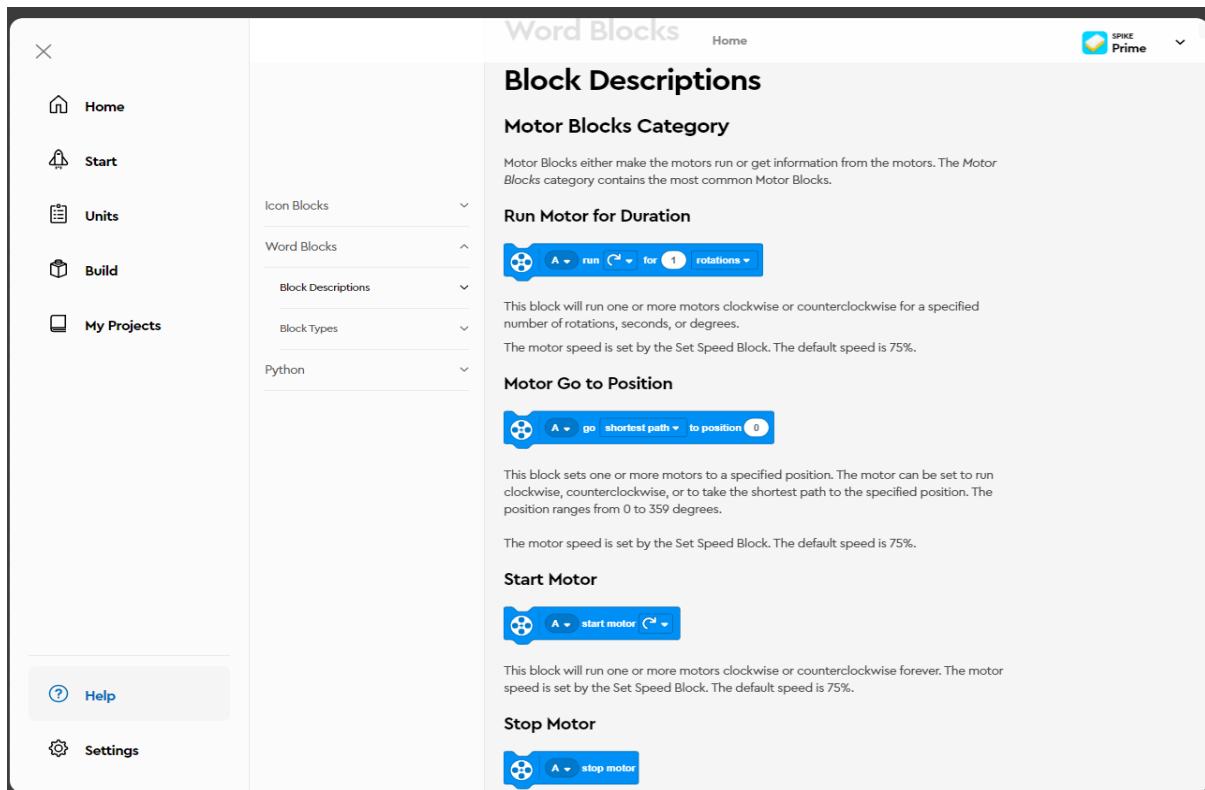 Word Blocks
Home
SPIKE
Prime
Home
Start
Units
Build
My Projects
Help
Settings
Icon Blocks
Word Blocks
Block Descriptions
Block Types
Python
Block Descriptions
Motor Blocks Category
Motor Blocks either make the motors run or get information from the motors. The Motor
Blocks category contains the most common Motor Blocks.
Run Motor for Duration
A run for 1 rotations
This block will run one or more motors clockwise or counterclockwise for a specified
number of rotations, seconds, or degrees.
The motor speed is set by the Set Speed Block. The default speed is 75%.
Motor Go to Position
A go shortest path to position 0
This block sets one or more motors to a specified position. The motor can be set to run
clockwise, counterclockwise, or to take the shortest path to the specified position. The
position ranges from 0 to 359 degrees.
The motor speed is set by the Set Speed Block. The default speed is 75%.
Start Motor
A start motor
This block will run one or more motors clockwise or counterclockwise forever. The motor
speed is set by the Set Speed Block. The default speed is 75%.
Stop Motor
A stop motor